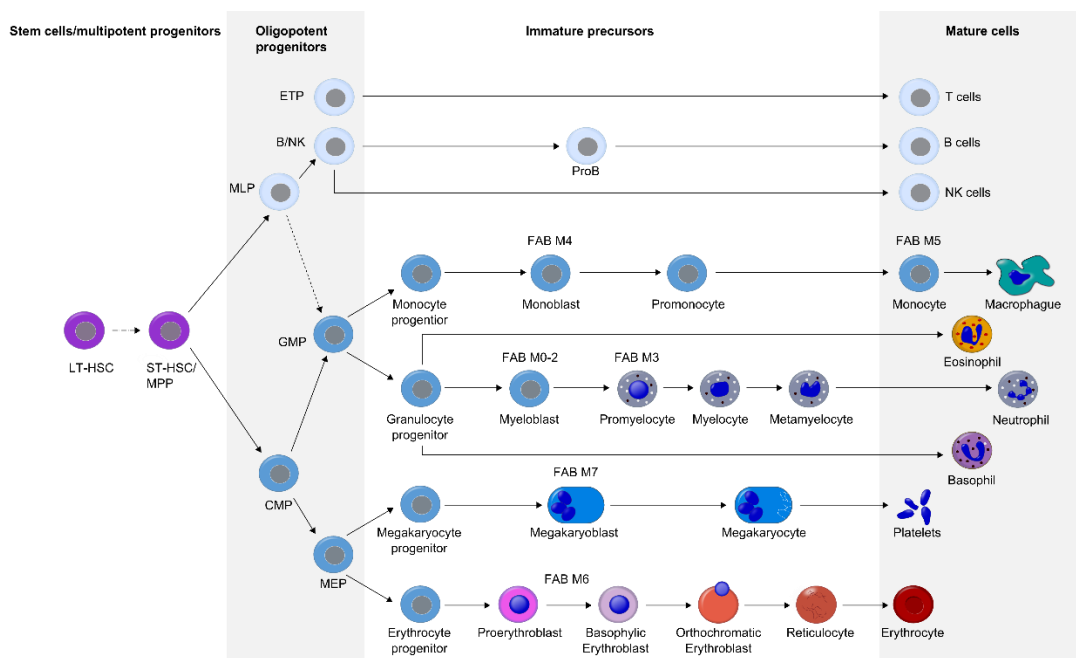 Stem cells/multipotent progenitors
Oligopotent
progenitors
Immature precursors
Mature cells
ETP
T cells
B/NK
ProB
B cells
MLP
NK cells
FAB M4
FAB M5
Monocyte
progentior
Monoblast
Promonocyte
Monocyte
Macrophague
LT-HSC
ST-HSC/
MPP
GMP
Eosinophil
FAB M0-2
FAB M3
Granulocyte
progenitor
Myeloblast
Promyelocyte
Myelocyte
Metamyelocyte
Neutrophil
Basophil
CMP
FAB M7
Megakaryocyte
progenitor
Megakaryoblast
Megakaryocyte
Platelets
MEP
FAB M6
Erythrocyte
progenitor
Proerythroblast
Basophylic
Erythroblast
Orthochromatic
Erythroblast
Reticulocyte
Erythrocyte